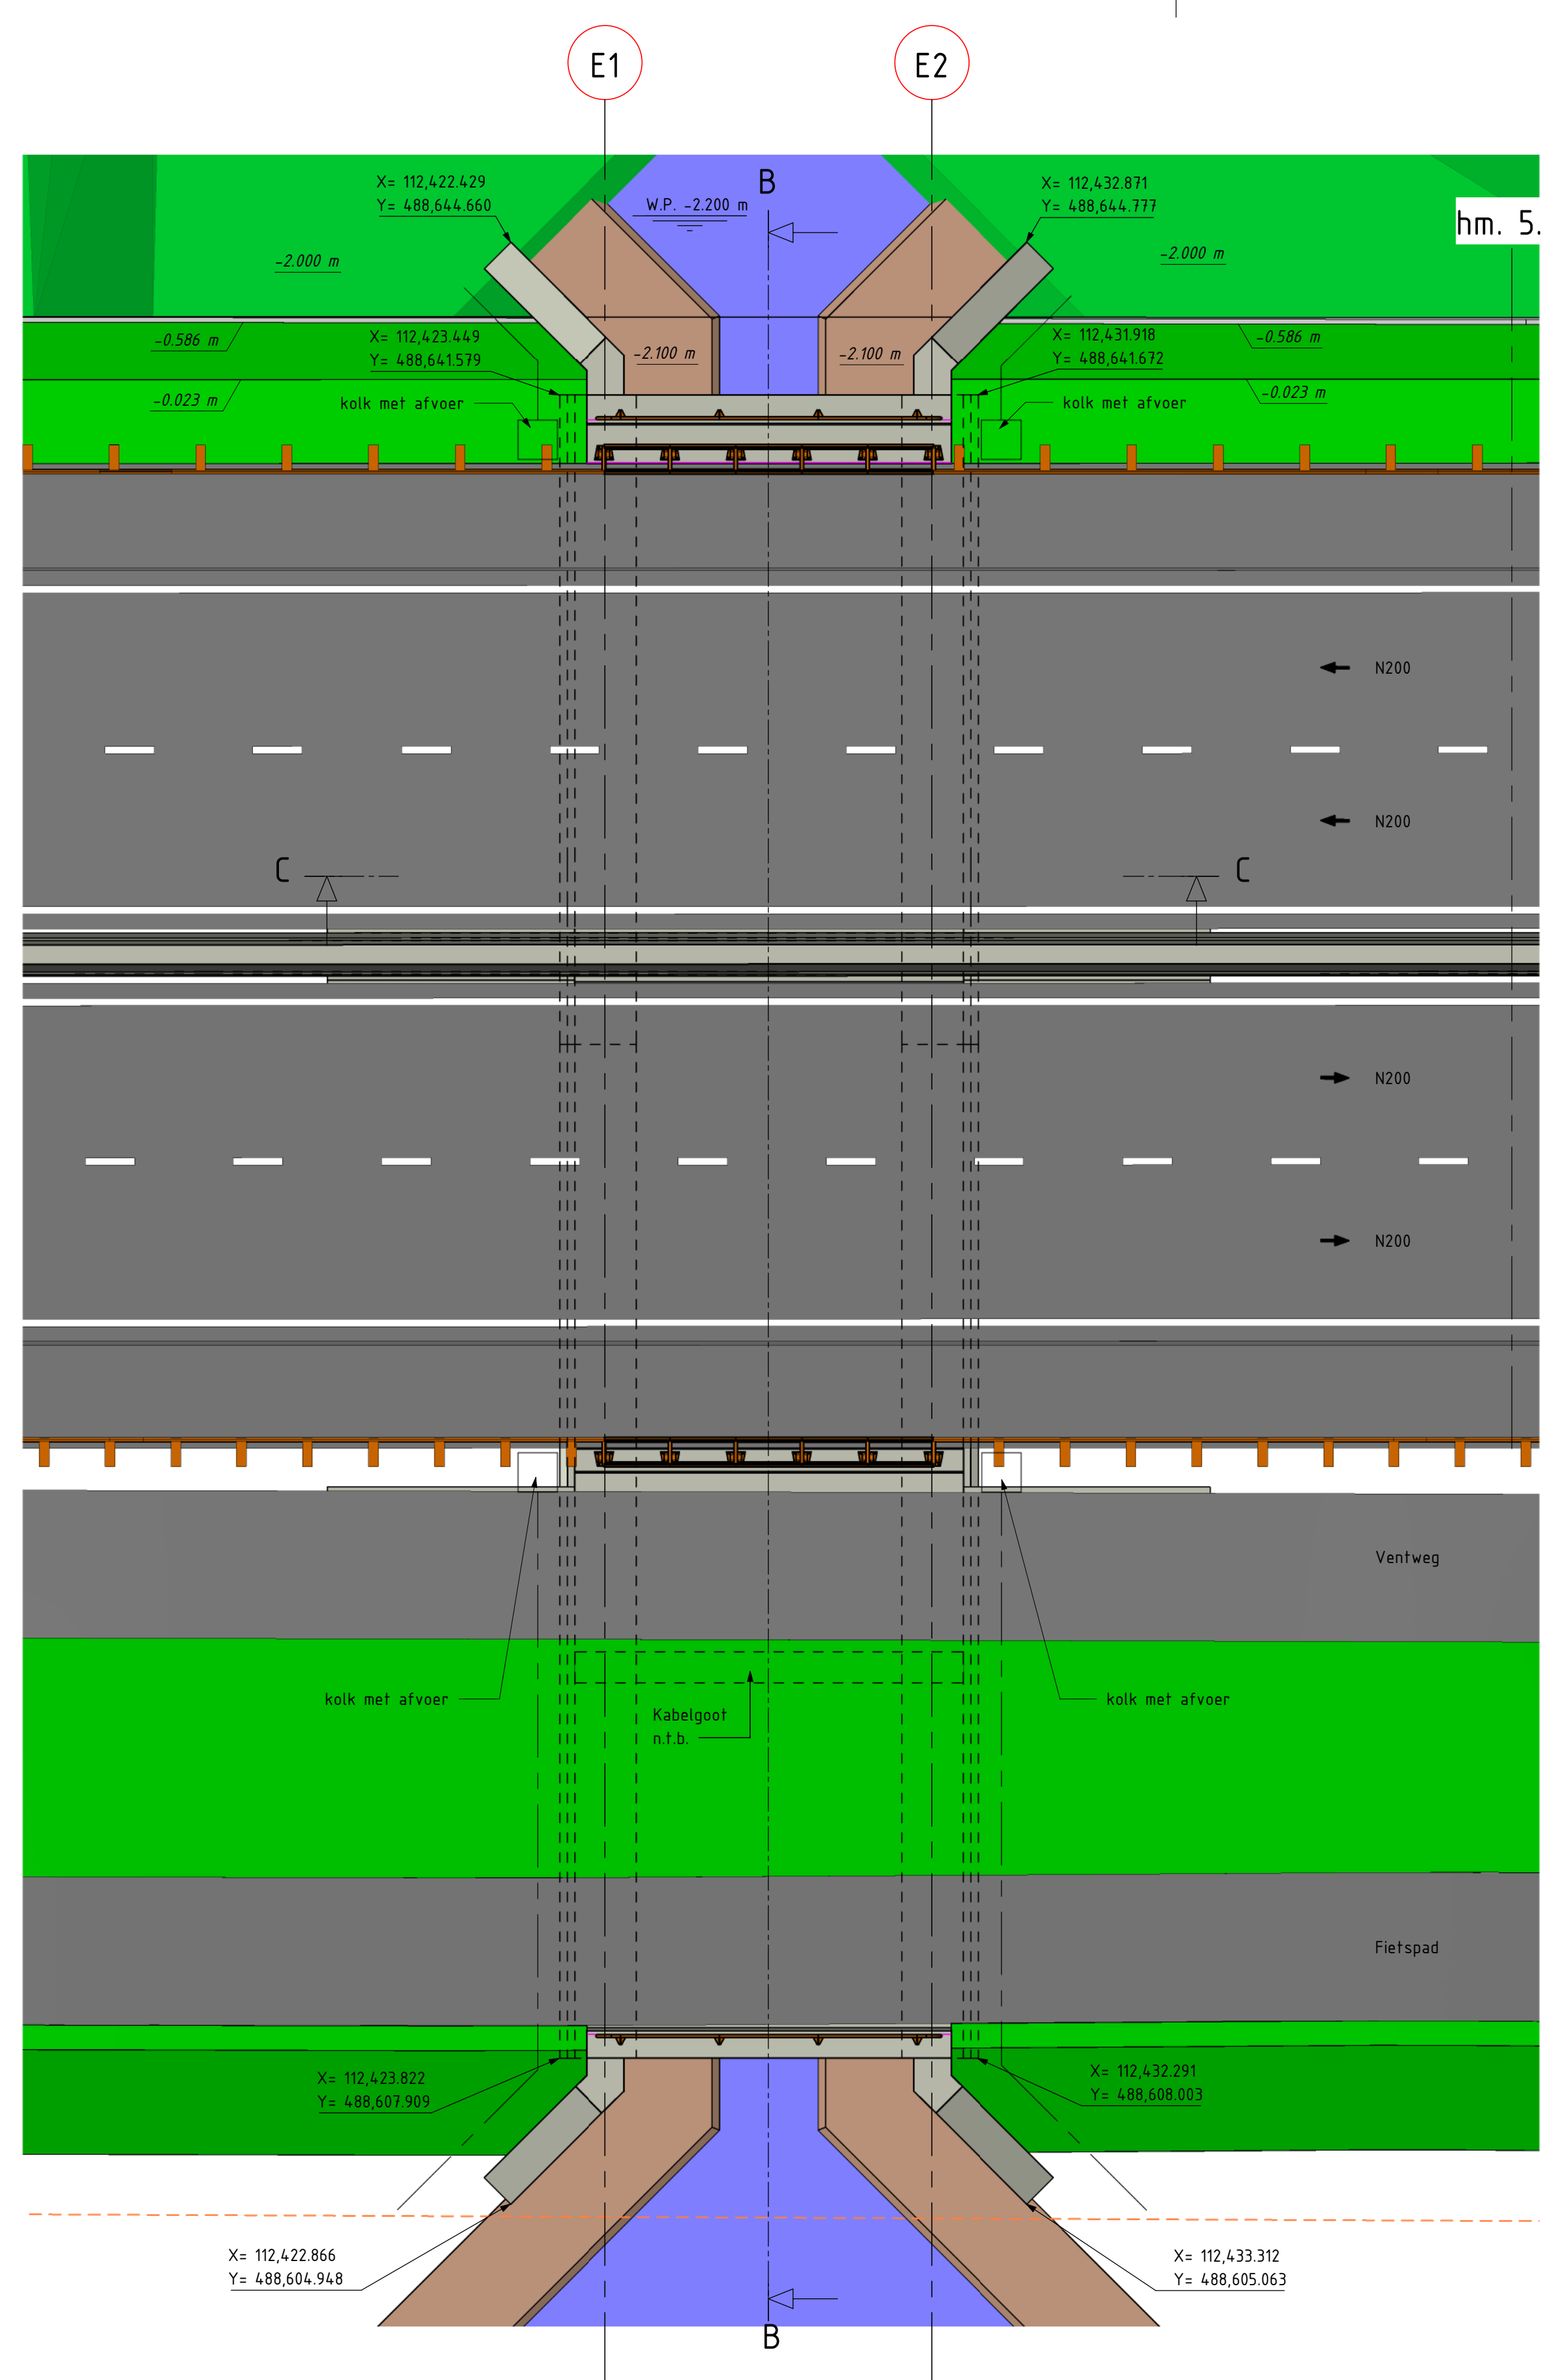 E1
E2
B
X= 112,422.429
Y= 488,644.660
W.P. -2.200 m
X= 112,432.871
Y= 488,644.777
hm. 5.
-2.000 m
-2.000 m
-0.586 m
X= 112,423.449
Y= 488,641.579
-2.100 m
-2.100 m
X= 112,431.918
Y= 488,641.672
-0.586 m
-0.023 m
kolk met afvoer
kolk met afvoer
-0.023 m
N200
N200
C
C
N200
N200
Ventweg
kolk met afvoer
Kabelgoot
n.t.b.
kolk met afvoer
Fietspad
X= 112,423.822
Y= 488,607.909
X= 112,432.291
Y= 488,608.003
X= 112,422.866
Y= 488,604.948
X= 112,433.312
Y= 488,605.063
B